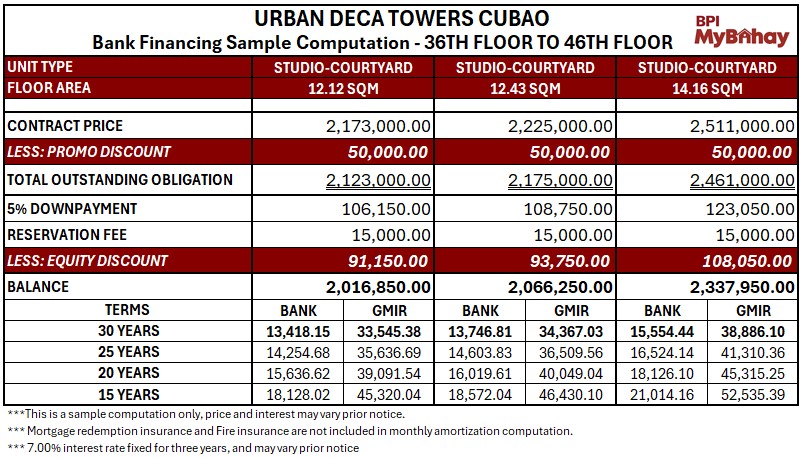 URBAN DECA TOWERS CUBAO
Bank Financing Sample Computation - 36TH FLOOR TO 46TH FLOOR
BPI
MyBahay
UNIT TYPE STUDIO-COURTYARD STUDIO-COURTYARD STUDIO-COURTYARD
FLOOR AREA 12.12 SQM 12.43 SQM 14.16 SQM
CONTRACT PRICE 2,173,000.00 2,225,000.00 2,511,000.00
LESS: PROMO DISCOUNT 50,000.00 50,000.00 50,000.00
TOTAL OUTSTANDING OBLIGATION 2,123,000.00 2,175,000.00 2,461,000.00
5% DOWNPAYMENT 106,150.00 108,750.00 123,050.00
RESERVATION FEE 15,000.00 15,000.00 15,000.00
LESS: EQUITY DISCOUNT 91,150.00 93,750.00 108,050.00
BALANCE 2,016,850.00 2,066,250.00 2,337,950.00
TERMS BANK GMIR BANK GMIR BANK GMIR
30 YEARS 13,418.15 33,545.38 13,746.81 34,367.03 15,554.44 38,886.10
25 YEARS 14,254.68 35,636.69 14,603.83 36,509.56 16,524.14 41,310.36
20 YEARS 15,636.62 39,091.54 16,019.61 40,049.04 18,126.10 45,315.25
15 YEARS 18,128.02 45,320.04 18,572.04 46,430.10 21,014.16 52,535.39
***This is a sample computation only, price and interest may vary prior notice.
*** Mortgage redemption insurance and Fire insurance are not included in monthly amortization computation.
*** 7.00% interest rate fixed for three years, and may vary prior notice